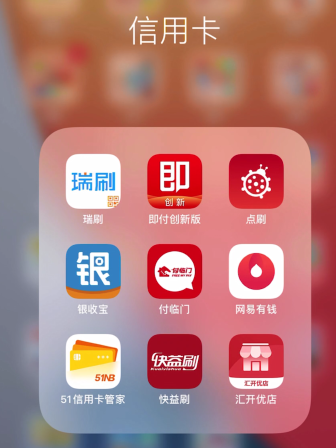 信用卡
瑞刷
即
创新
瑞刷
即付创新版
点刷
银
付临门
银收宝
付临门
网易有钱
51NB
快益刷
汇开优店
51信用卡管家
快益刷
汇开优店